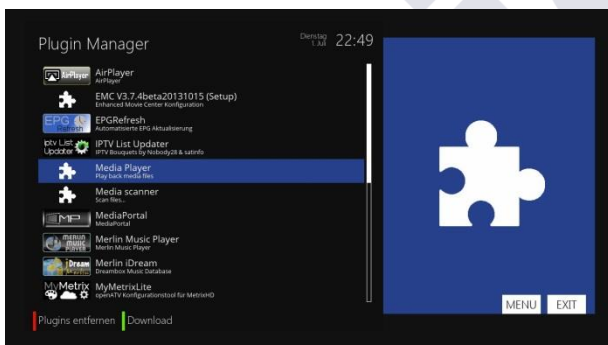 Plugin Manager
Dienstag
1. Jul
22:49
AirPlayer
AirPlayer
AirPlayer
EMC V3.7.4beta20131015 (Setup)
Enhanced Movie Center Konfiguration
EPG
Refresh
EPGRefresh
Automatisierte EPG Aktualisierung
iptv List
Updater
IPTV List Updater
IPTV Bouquets by Nobody28 & satinfo
Media Player
Play back media files
Media scanner
Scan files...
MP
MediaPortal
MediaPortal
MERLIN
MUSIC
PLAYER
Merlin Music Player
Merlin Music Player
iDream
Merlin iDream
Dreambox Music Database
MyMetrix
MyMetrixLite
openATV Konfigurationstool für MetrixHD
Plugins entfernen
Download
MENU
EXIT